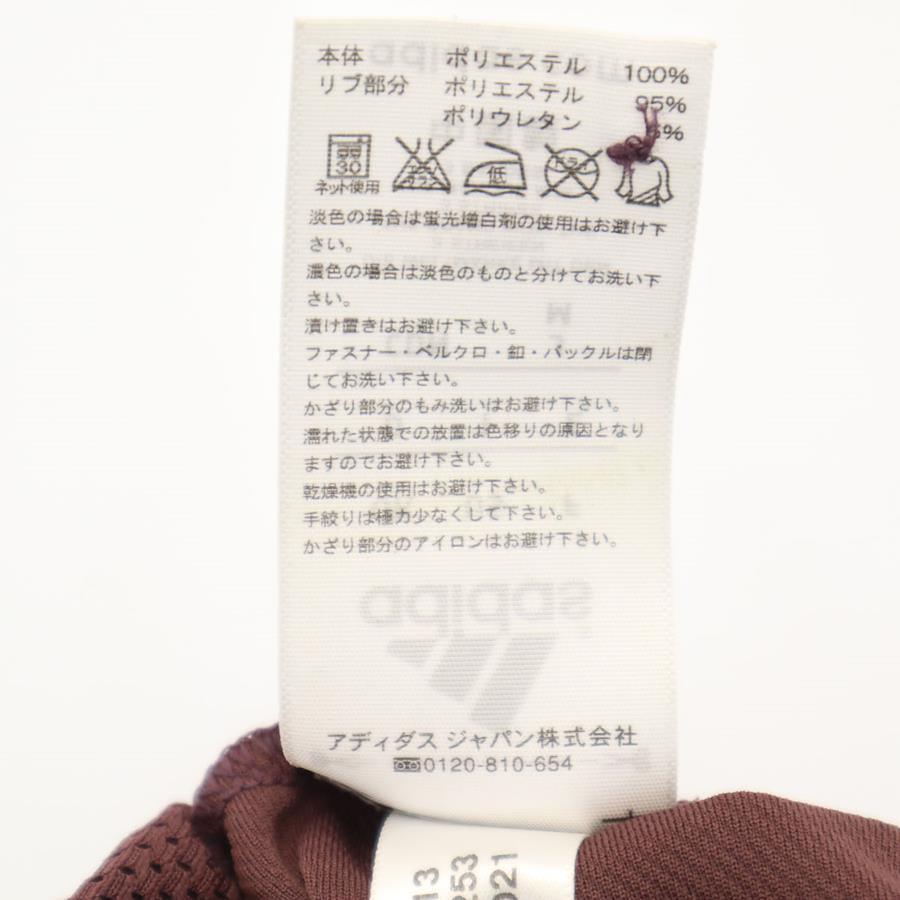 本体 ポリエステル 100%
リブ部分 ポリエステル 95%
ポリウレタン 5%
30 低 ドライ
ネット使用
淡色の場合は蛍光増白剤の使用はお避け下
さい。
濃色の場合は淡色のものと分けてお洗い下
さい。
漬け置きはお避け下さい。
ファスナー・ベルクロ・釦・バックルは閉
じてお洗い下さい。
かざり部分のもみ洗いはお避け下さい。
濡れた状態での放置は色移りの原因となり
ますのでお避け下さい。
乾燥機の使用はお避け下さい。
手絞りは極力少なくして下さい。
かざり部分のアイロンはお避け下さい。
adidas
アディダス ジャパン株式会社
0120-810-654
13
253
021